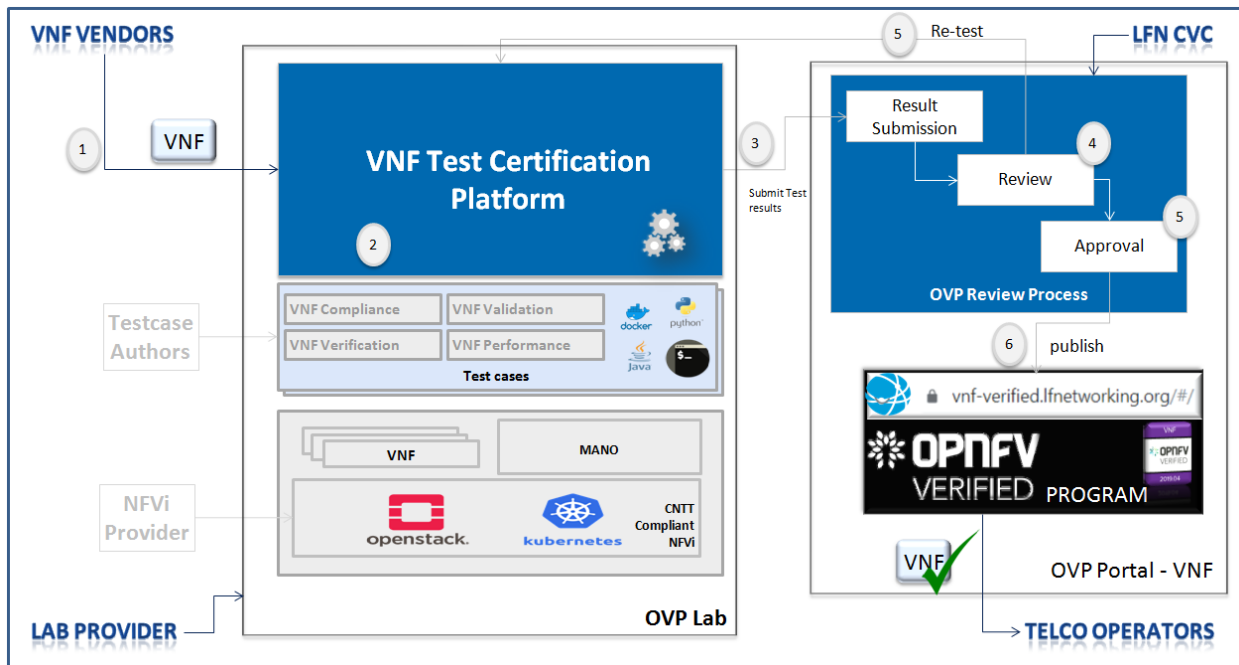 VNF VENDORS
1
VNF
VNF Test Certification
Platform
2
VNF Compliance
VNF Validation
VNF Verification
VNF Performance
docker
python
Java
$_
Test cases
Testcase
Authors
VNF
MANO
openstack.
kubernetes
CNTT
Compliant
NFVi
NFVi
Provider
OVP Lab
LAB PROVIDER
5
Re-test
3
Submit Test
results
LFN CVC
Result
Submission
4
Review
5
Approval
OVP Review Process
6
publish
vnf-verified.lfnetworking.org/#/
OPNFV
VERIFIED
PROGRAM
VNF
OPNFV
VERIFIED
2019.04
VNF
OVP Portal - VNF
TELCO OPERATORS